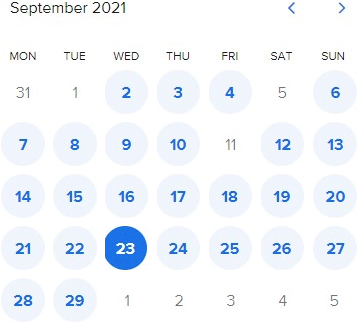 September 2021
MON TUE WED THU FRI SAT SUN
31 1 2 3 4 5 6
7 8 9 10 11 12 13
14 15 16 17 18 19 20
21 22 23 24 25 26 27
28 29 1 2 3 4 5